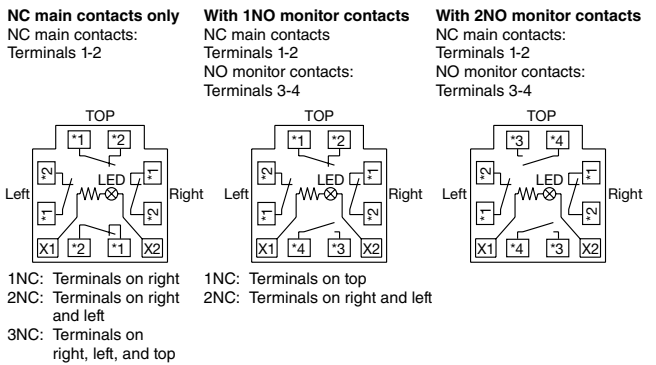 NC main contacts only
NC main contacts:
Terminals 1-2
With 1NO monitor contacts
NC main contacts
Terminals 1-2
NO monitor contacts:
Terminals 3-4
With 2NO monitor contacts
NC main contacts:
Terminals 1-2
NO monitor contacts:
Terminals 3-4
TOP
*1 *2
*2 LED *1
Left Right
*1 *2
X1 *2 *1 X2
TOP
*1 *2
*2 LED *1
Left Right
*1 *2
X1 *4 *3 X2
TOP
*3 *4
*2 LED *1
Left Right
*1 *2
X1 *4 *3 X2
1NC: Terminals on right
2NC: Terminals on right
and left
3NC: Terminals on
right, left, and top
1NC: Terminals on top
2NC: Terminals on right and left